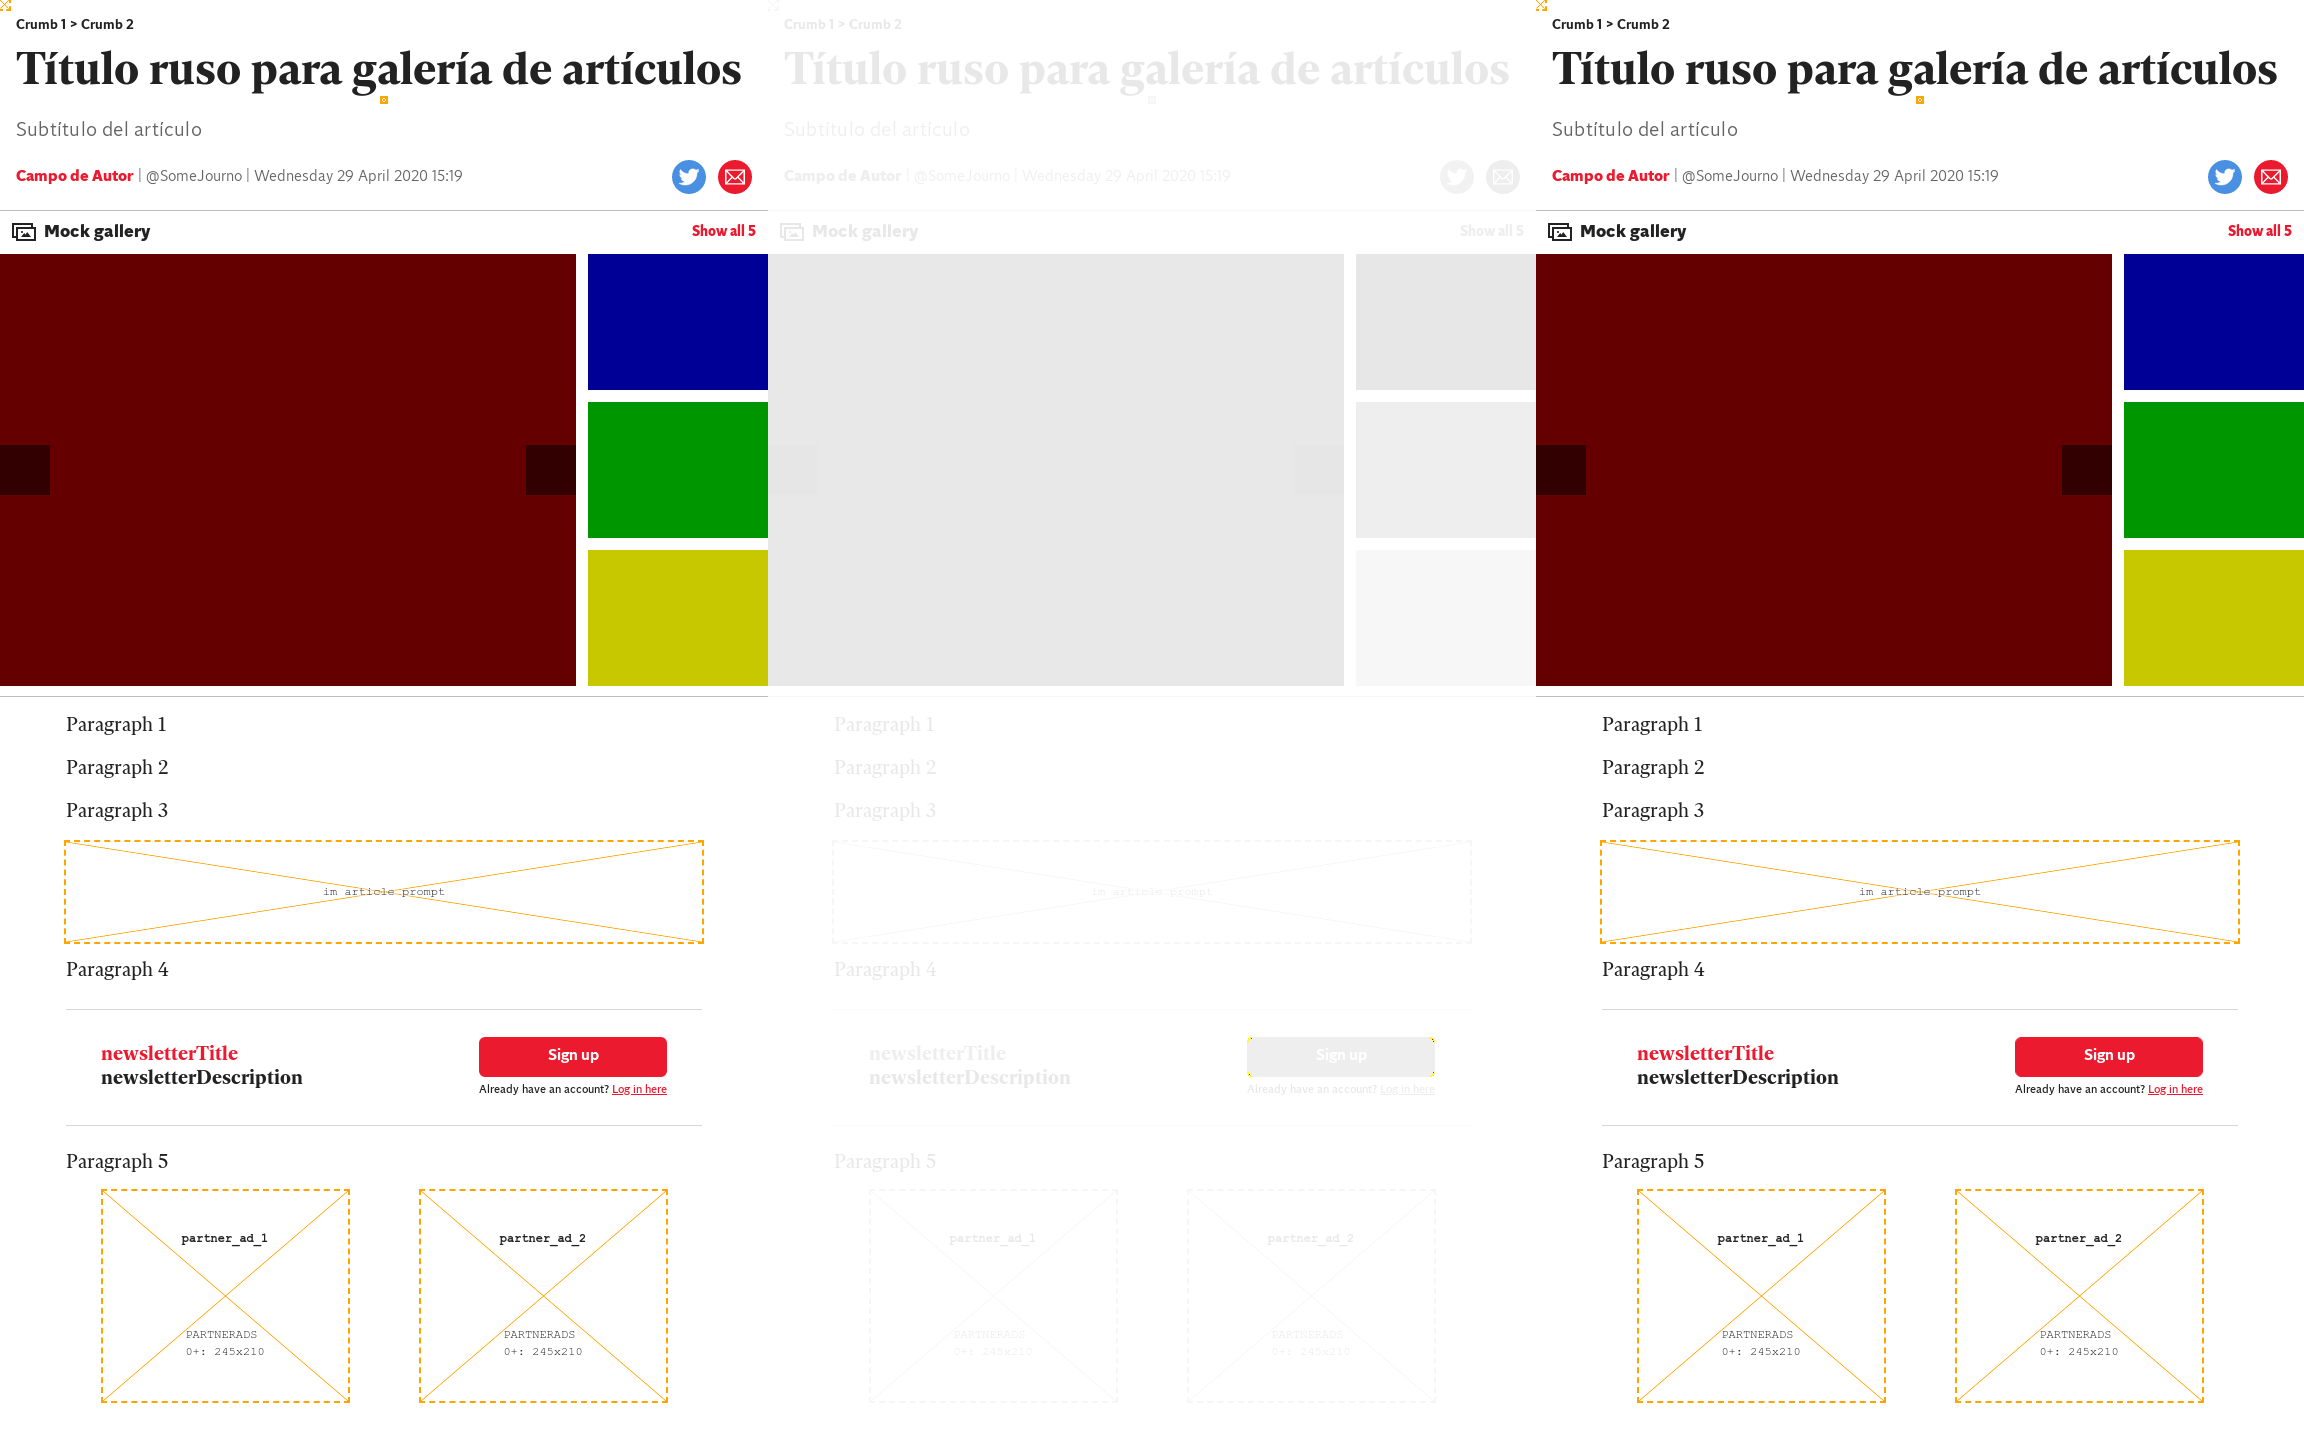 Crumb 1 > Crumb 2
Título ruso para galería de artículos
Subtítulo del artículo
Campo de Autor | @SomeJourno | Wednesday 29 April 2020 15:19
Mock gallery
Show all 5
Paragraph 1
Paragraph 2
Paragraph 3
im article prompt
Paragraph 4
newsletterTitle
newsletterDescription
Sign up
Already have an account? Log in here
Paragraph 5
partner_ad_1
PARTNERADS
0+: 245x210
partner_ad_2
PARTNERADS
0+: 245x210
Crumb 1 > Crumb 2
Título ruso para galería de artículos
Subtítulo del artículo
Campo de Autor | @SomeJourno | Wednesday 29 April 2020 15:19
Mock gallery
Show all 5
Paragraph 1
Paragraph 2
Paragraph 3
im article prompt
Paragraph 4
newsletterTitle
newsletterDescription
Sign up
Already have an account? Log in here
Paragraph 5
partner_ad_1
PARTNERADS
0+: 245x210
partner_ad_2
PARTNERADS
0+: 245x210
Crumb 1 > Crumb 2
Título ruso para galería de artículos
Subtítulo del artículo
Campo de Autor | @SomeJourno | Wednesday 29 April 2020 15:19
Mock gallery
Show all 5
Paragraph 1
Paragraph 2
Paragraph 3
im article prompt
Paragraph 4
newsletterTitle
newsletterDescription
Sign up
Already have an account? Log in here
Paragraph 5
partner_ad_1
PARTNERADS
0+: 245x210
partner_ad_2
PARTNERADS
0+: 245x210